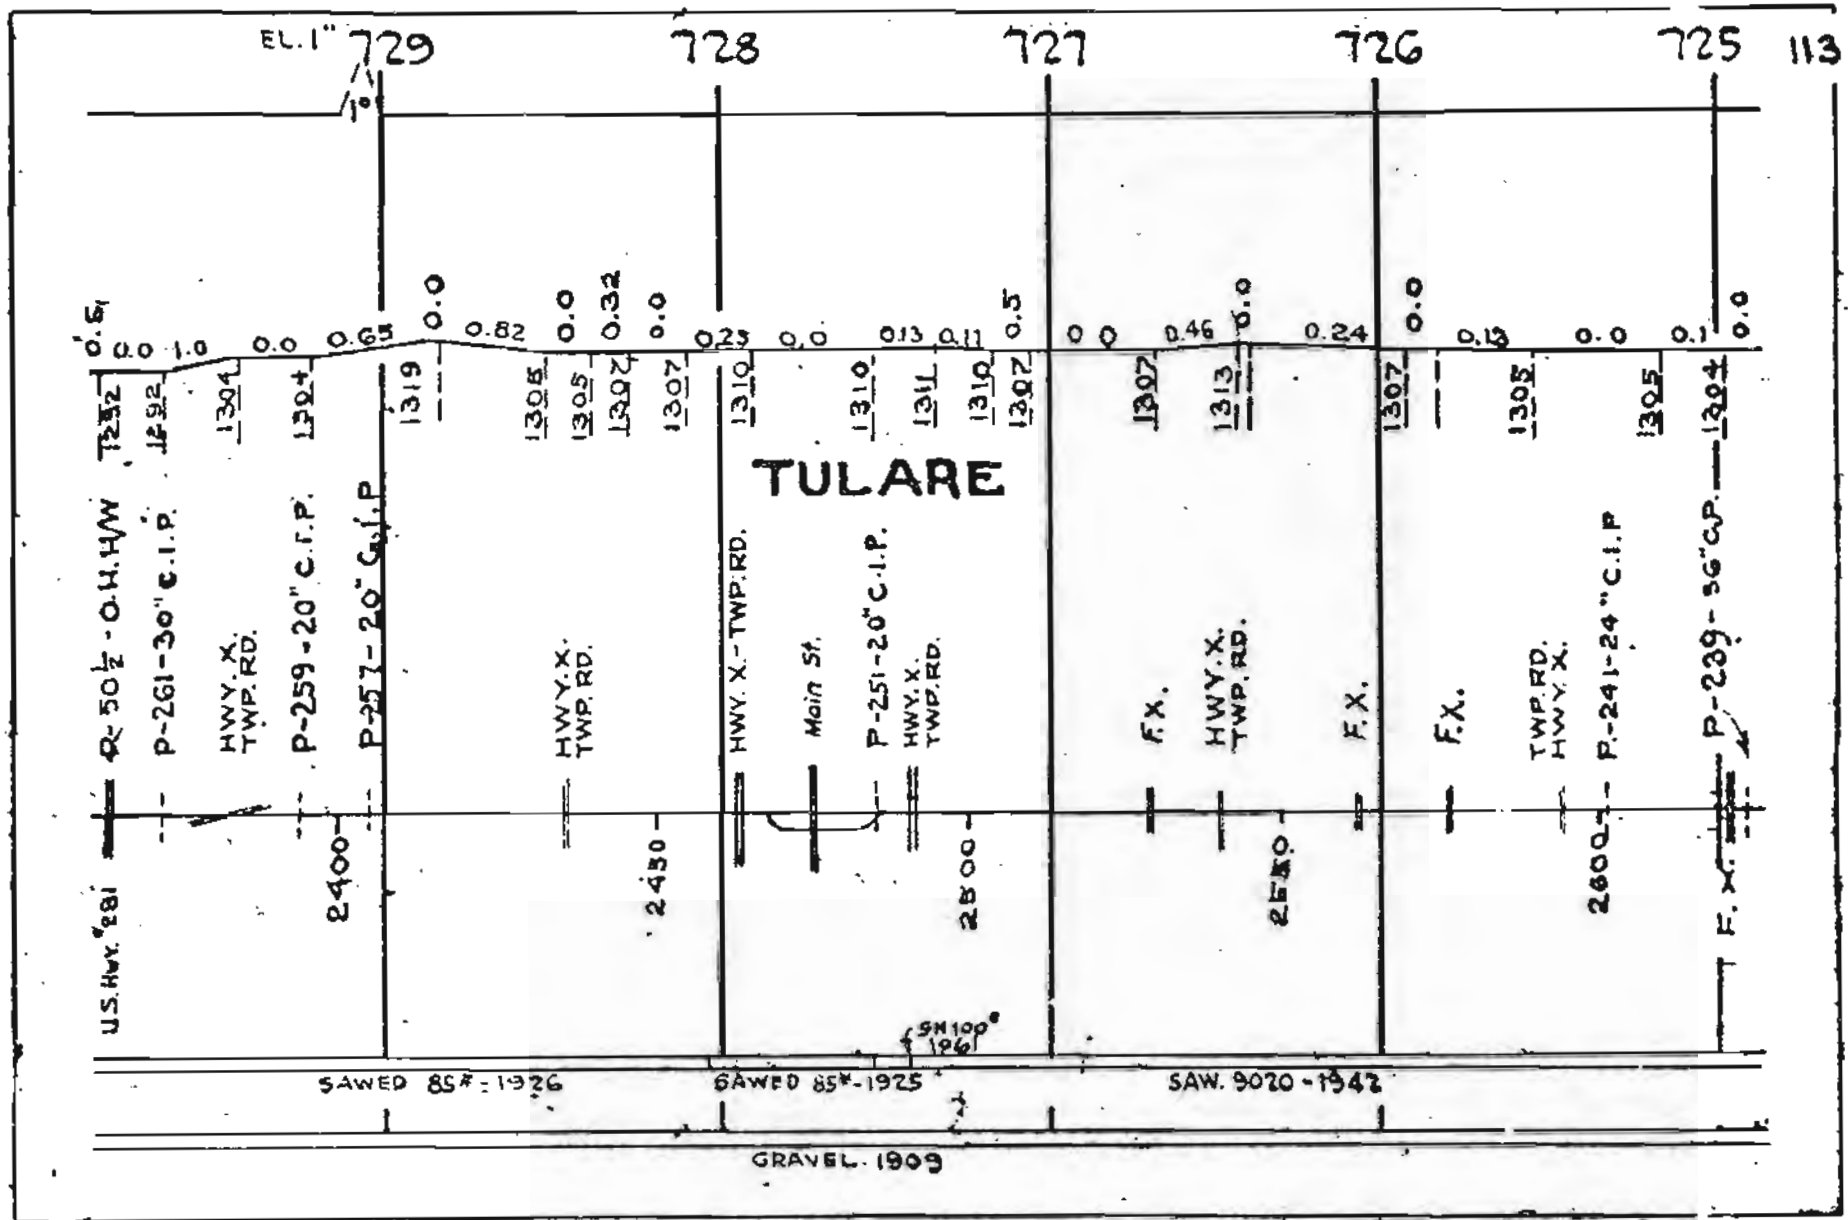 EL. 1" 729 728 727 726 725 113
1°
0.0 1.0 0.0 0.65 0.0 0.82 0.0 0.32 0.0 0.23 0.0 0.13 0.11 0.5 0 0 0.46 0.0 0.24 0.0 0.13 0.0 0.1 0.0
1292 1304 1304 1319 1305 1305 1307 1307 1310 1310 1311 1310 1307 1307 1313 1307 1305 1305 1304
TULARE
R-50½-O.H.H/W
P-261-30" C.I.P.
HWY. X.
TWP. RD.
P-259-20" C.I.P.
P-257-20" C.I.P
HWY. X.
TWP. RD.
HWY. X.-TWP. RD.
Main St.
P-251-20" C.I.P.
HWY. X.
TWP. RD.
F.X.
HWY. X.
TWP. RD.
F.X.
F.X.
TWP. RD.
HWY. X.
P.-241-24" C.I.P
P-239-36" C.P.
U.S. HWY. #281
2400
2450
2500
2550
2600
F. X.
SAWED 85#-1926
SAWED 85#-1925
SAW. 9020-1942
GRAVEL. 1909